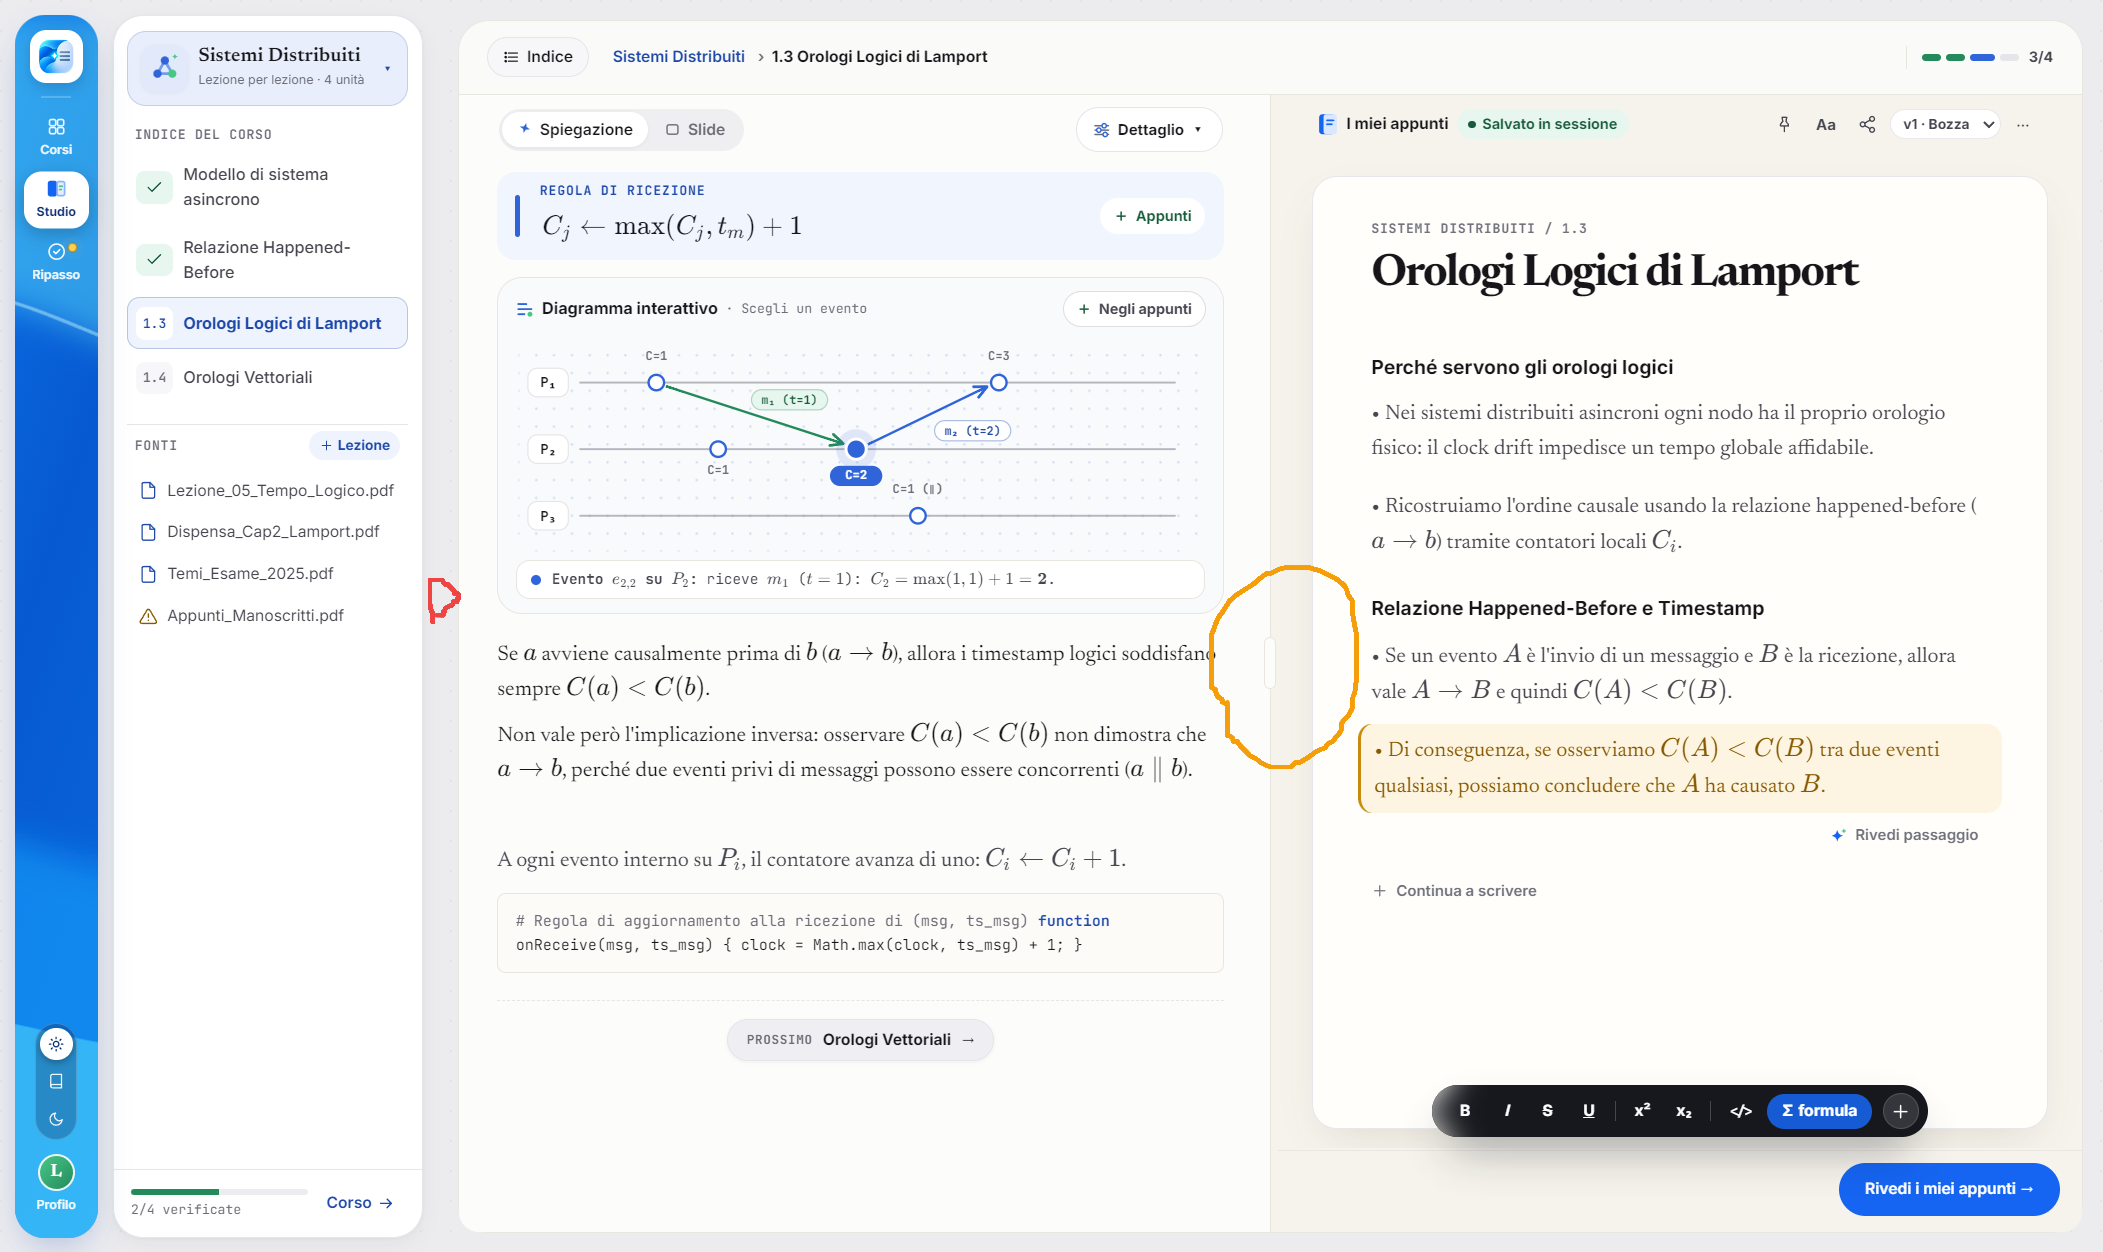 Corsi
Studio
Ripasso
L
Profilo
Sistemi Distribuiti
Lezione per lezione · 4 unità
INDICE DEL CORSO
Modello di sistema
asincrono
Relazione Happened-
Before
1.3 Orologi Logici di Lamport
1.4 Orologi Vettoriali
FONTI
+ Lezione
Lezione_05_Tempo_Logico.pdf
Dispensa_Cap2_Lampport.pdf
Temi_Esame_2025.pdf
Appunti_Manoscritti.pdf
2/4 verificate
Corso →
Indice
Sistemi Distribuiti › 1.3 Orologi Logici di Lamport
3/4
Spiegazione
Slide
Dettaglio
REGOLA DI RICEZIONE
C_j ← max(C_j, t_m) + 1
+ Appunti
Diagramma interattivo · Scegli un evento
+ Negli appunti
C=1
C=3
P₁
m₁ (t=1)
m₂ (t=2)
P₂
C=1
C=2
C=1 (∥)
P₃
Evento e_{2,2} su P₂: riceve m₁ (t = 1): C₂ = max(1, 1) + 1 = 2.
Se a avviene causalmente prima di b (a → b), allora i timestamp logici soddisfano
sempre C(a) < C(b).
Non vale però l'implicazione inversa: osservare C(a) < C(b) non dimostra che
a → b, perché due eventi privi di messaggi possono essere concorrenti (a ∥ b).
A ogni evento interno su P_i, il contatore avanza di uno: C_i ← C_i + 1.
# Regola di aggiornamento alla ricezione di (msg, ts_msg) function
onReceive(msg, ts_msg) { clock = Math.max(clock, ts_msg) + 1; }
PROSSIMO Orologi Vettoriali →
I miei appunti
Salvato in sessione
Aa
v1 · Bozza
···
SISTEMI DISTRIBUITI / 1.3
Orologi Logici di Lamport
Perché servono gli orologi logici
• Nei sistemi distribuiti asincroni ogni nodo ha il proprio orologio
fisico: il clock drift impedisce un tempo globale affidabile.
• Ricostruiamo l'ordine causale usando la relazione happened-before (
a → b) tramite contatori locali C_i.
Relazione Happened-Before e Timestamp
• Se un evento A è l'invio di un messaggio e B è la ricezione, allora
vale A → B e quindi C(A) < C(B).
• Di conseguenza, se osserviamo C(A) < C(B) tra due eventi
qualsiasi, possiamo concludere che A ha causato B.
Rivedi passaggio
+ Continua a scrivere
B I S U x² x₂ </> Σ formula +
Rivedi i miei appunti →